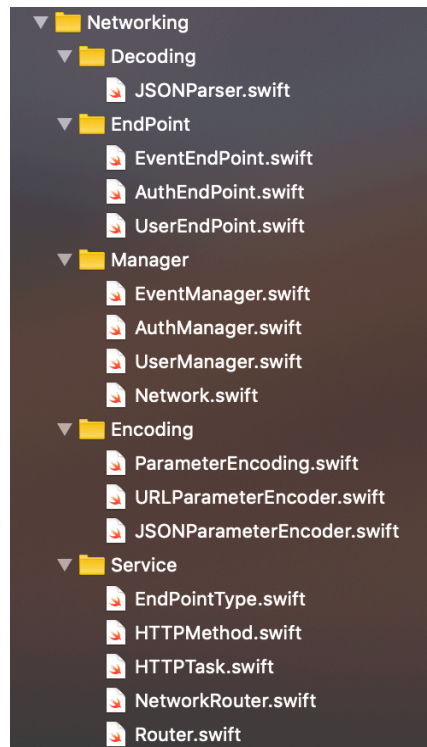 Networking
Decoding
JSONParser.swift
EndPoint
EventEndPoint.swift
AuthEndPoint.swift
UserEndPoint.swift
Manager
EventManager.swift
AuthManager.swift
UserManager.swift
Network.swift
Encoding
ParameterEncoding.swift
URLParameterEncoder.swift
JSONParameterEncoder.swift
Service
EndPointType.swift
HTTPMethod.swift
HTTPTask.swift
NetworkRouter.swift
Router.swift